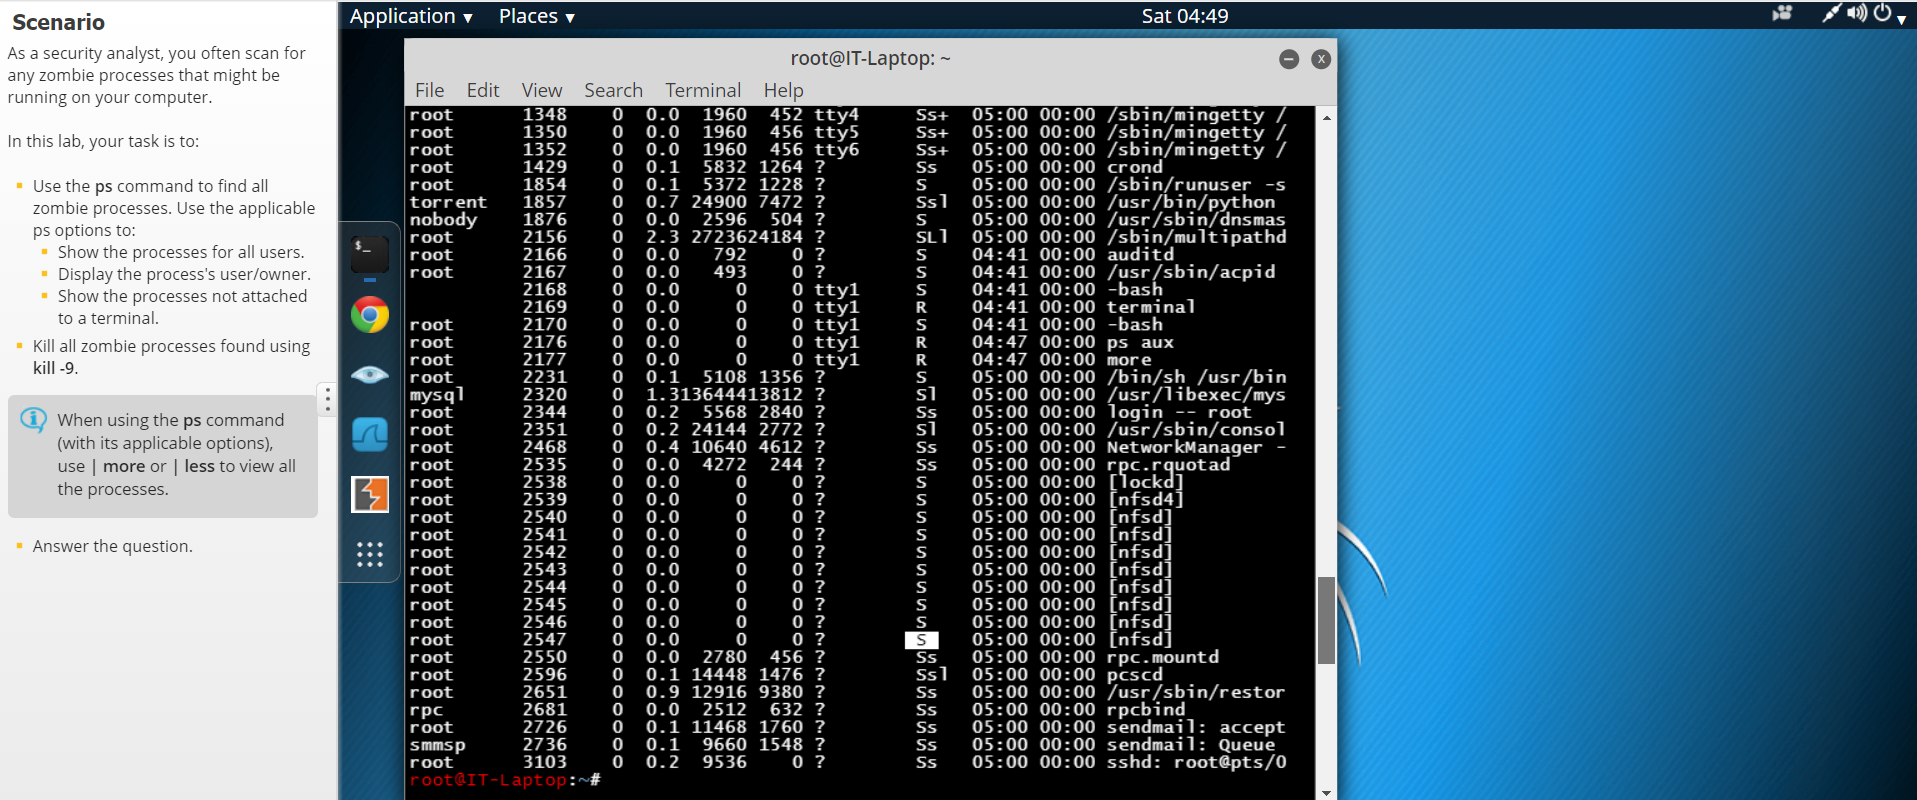 Scenario
As a security analyst, you often scan for
any zombie processes that might be
running on your computer.
In this lab, your task is to:
Use the ps command to find all
zombie processes. Use the applicable
ps options to:
Show the processes for all users.
Display the process's user/owner.
Show the processes not attached
to a terminal.
Kill all zombie processes found using
kill -9.
When using the ps command
(with its applicable options),
use | more or | less to view all
the processes.
Answer the question.
Application ▾ Places ▾ Sat 04:49
root@IT-Laptop: ~
File Edit View Search Terminal Help
root 1348 0 0.0 1960 452 tty4 Ss+ 05:00 00:00 /sbin/mingetty /
root 1350 0 0.0 1960 456 tty5 Ss+ 05:00 00:00 /sbin/mingetty /
root 1352 0 0.0 1960 456 tty6 Ss+ 05:00 00:00 /sbin/mingetty /
root 1429 0 0.1 5832 1264 ? Ss 05:00 00:00 crond
root 1854 0 0.1 5372 1228 ? S 05:00 00:00 /sbin/runuser -s
torrent 1857 0 0.7 24900 7472 ? Ssl 05:00 00:00 /usr/bin/python
nobody 1876 0 0.0 2596 504 ? S 05:00 00:00 /usr/sbin/dnsmas
root 2156 0 2.3 2723624184 ? SLl 05:00 00:00 /sbin/multipathd
root 2166 0 0.0 792 0 ? S 04:41 00:00 auditd
root 2167 0 0.0 493 0 ? S 04:41 00:00 /usr/sbin/acpid
2168 0 0.0 0 0 tty1 S 04:41 00:00 -bash
2169 0 0.0 0 0 tty1 R 04:41 00:00 terminal
root 2170 0 0.0 0 0 tty1 S 04:41 00:00 -bash
root 2176 0 0.0 0 0 tty1 R 04:47 00:00 ps aux
root 2177 0 0.0 0 0 tty1 R 04:47 00:00 more
root 2231 0 0.1 5108 1356 ? S 05:00 00:00 /bin/sh /usr/bin
mysql 2320 0 1.313644413812 ? Sl 05:00 00:00 /usr/libexec/mys
root 2344 0 0.2 5568 2840 ? Ss 05:00 00:00 login -- root
root 2351 0 0.2 24144 2772 ? Sl 05:00 00:00 /usr/sbin/consol
root 2468 0 0.4 10640 4612 ? Ss 05:00 00:00 NetworkManager -
root 2535 0 0.0 4272 244 ? Ss 05:00 00:00 rpc.rquotad
root 2538 0 0.0 0 0 ? S 05:00 00:00 [lockd]
root 2539 0 0.0 0 0 ? S 05:00 00:00 [nfsd4]
root 2540 0 0.0 0 0 ? S 05:00 00:00 [nfsd]
root 2541 0 0.0 0 0 ? S 05:00 00:00 [nfsd]
root 2542 0 0.0 0 0 ? S 05:00 00:00 [nfsd]
root 2543 0 0.0 0 0 ? S 05:00 00:00 [nfsd]
root 2544 0 0.0 0 0 ? S 05:00 00:00 [nfsd]
root 2545 0 0.0 0 0 ? S 05:00 00:00 [nfsd]
root 2546 0 0.0 0 0 ? S 05:00 00:00 [nfsd]
root 2547 0 0.0 0 0 ? S 05:00 00:00 [nfsd]
root 2550 0 0.0 2780 456 ? Ss 05:00 00:00 rpc.mountd
root 2596 0 0.1 14448 1476 ? Ssl 05:00 00:00 pcscd
root 2651 0 0.9 12916 9380 ? Ss 05:00 00:00 /usr/sbin/restor
rpc 2681 0 0.0 2512 632 ? Ss 05:00 00:00 rpcbind
root 2726 0 0.1 11468 1760 ? Ss 05:00 00:00 sendmail: accept
smmsp 2736 0 0.1 9660 1548 ? Ss 05:00 00:00 sendmail: Queue
root 3103 0 0.2 9536 0 ? Ss 05:00 00:00 sshd: root@pts/0
root@IT-Laptop:~#